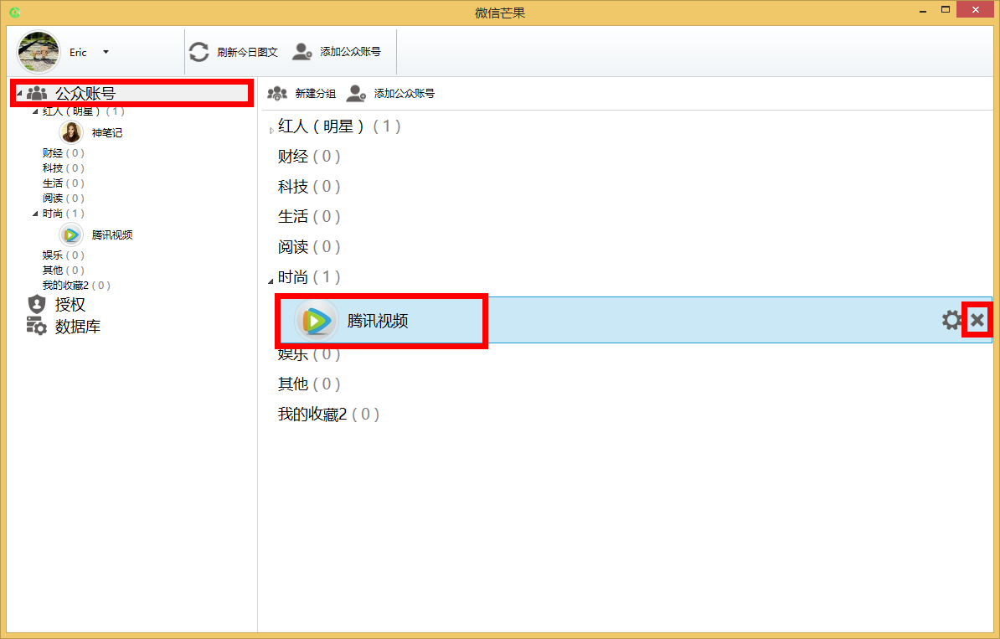 微信芒果
Eric
刷新今日图文
添加公众账号
公众账号
红人（明星）（1）
神笔记
财经（0）
科技（0）
生活（0）
阅读（0）
时尚（1）
腾讯视频
娱乐（0）
其他（0）
我的收藏2（0）
授权
数据库
新建分组
添加公众账号
红人（明星）（1）
财经（0）
科技（0）
生活（0）
阅读（0）
时尚（1）
腾讯视频
娱乐（0）
其他（0）
我的收藏2（0）